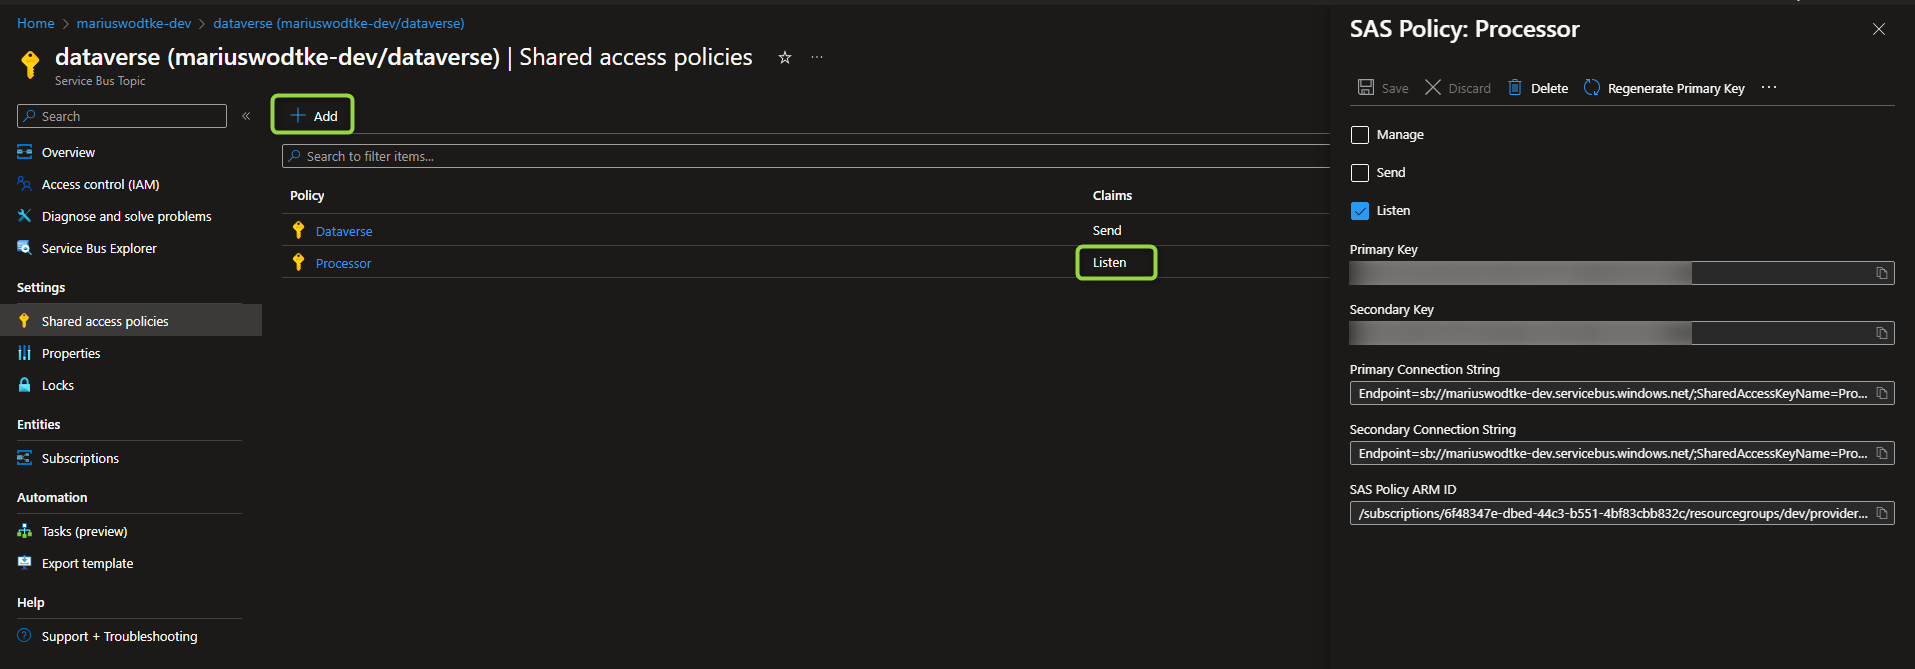 Home > mariuswodtke-dev > dataverse (mariuswodtke-dev/dataverse)
dataverse (mariuswodtke-dev/dataverse) | Shared access policies
Service Bus Topic
Search
Overview
Access control (IAM)
Diagnose and solve problems
Service Bus Explorer
Settings
Shared access policies
Properties
Locks
Entities
Subscriptions
Automation
Tasks (preview)
Export template
Help
Support + Troubleshooting
Add
Search to filter items...
Policy Claims
Dataverse Send
Processor Listen
SAS Policy: Processor
Save Discard Delete Regenerate Primary Key ...
Manage
Send
Listen
Primary Key
Secondary Key
Primary Connection String
Endpoint=sb://mariuswodtke-dev.servicebus.windows.net/;SharedAccessKeyName=Pro...
Secondary Connection String
Endpoint=sb://mariuswodtke-dev.servicebus.windows.net/;SharedAccessKeyName=Pro...
SAS Policy ARM ID
/subscriptions/6f48347e-dbed-44c3-b551-4bf83cbb832c/resourcegroups/dev/provider...